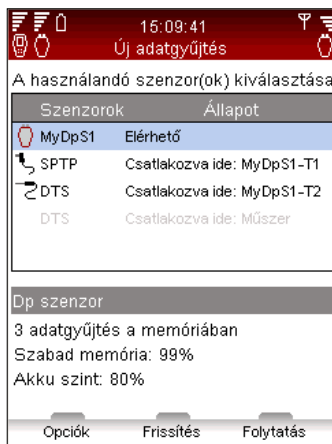 15:09:41
Új adatgyűjtés
A használandó szenzor(ok) kiválasztása
Szenzorok Állapot
MyDpS1 Elérhető
SPTP Csatlakozva ide: MyDpS1-T1
DTS Csatlakozva ide: MyDpS1-T2
DTS Csatlakozva ide: Műszer
Dp szenzor
3 adatgyűjtés a memóriában
Szabad memória: 99%
Akku szint: 80%
Opciók Frissítés Folytatás